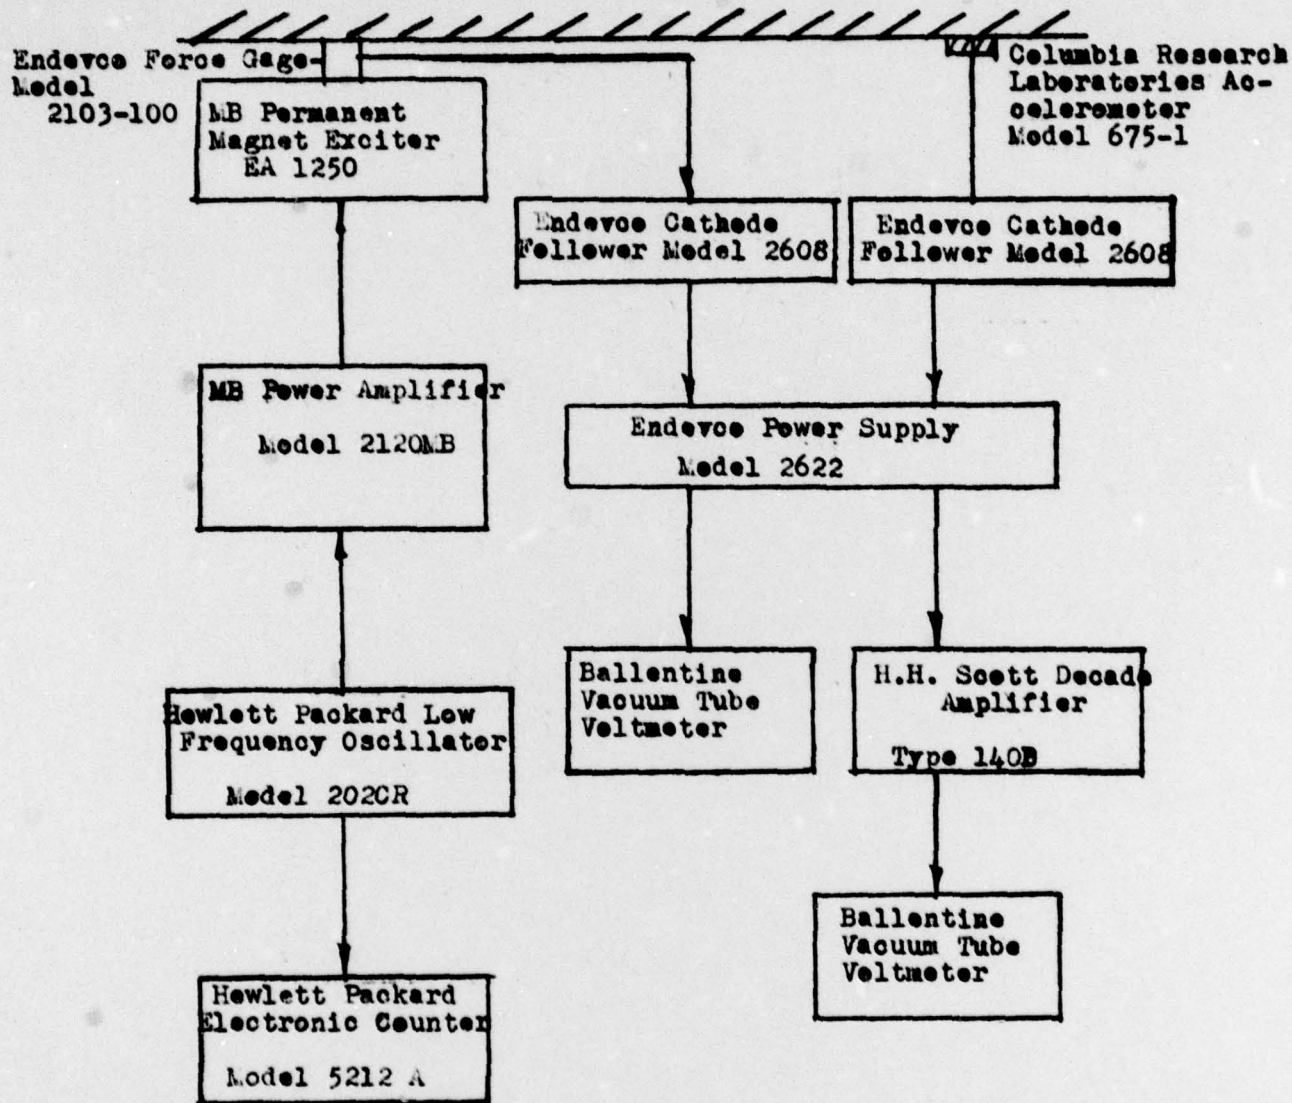 Endevco Force Gage-
Model
2103-100
MB Permanent
Magnet Exciter
EA 1250
Columbia Research
Laboratories Ac-
celerometer
Model 675-1
Endevco Cathode
Follower Model 2608
Endevco Cathode
Follower Model 2608
MB Power Amplifier
Model 2120MB
Endevco Power Supply
Model 2622
Hewlett Packard Low
Frequency Oscillator
Model 202CR
Ballentine
Vacuum Tube
Voltmeter
H.H. Scott Decade
Amplifier
Type 140B
Ballentine
Vacuum Tube
Voltmeter
Hewlett Packard
Electronic Counter
Model 5212 A